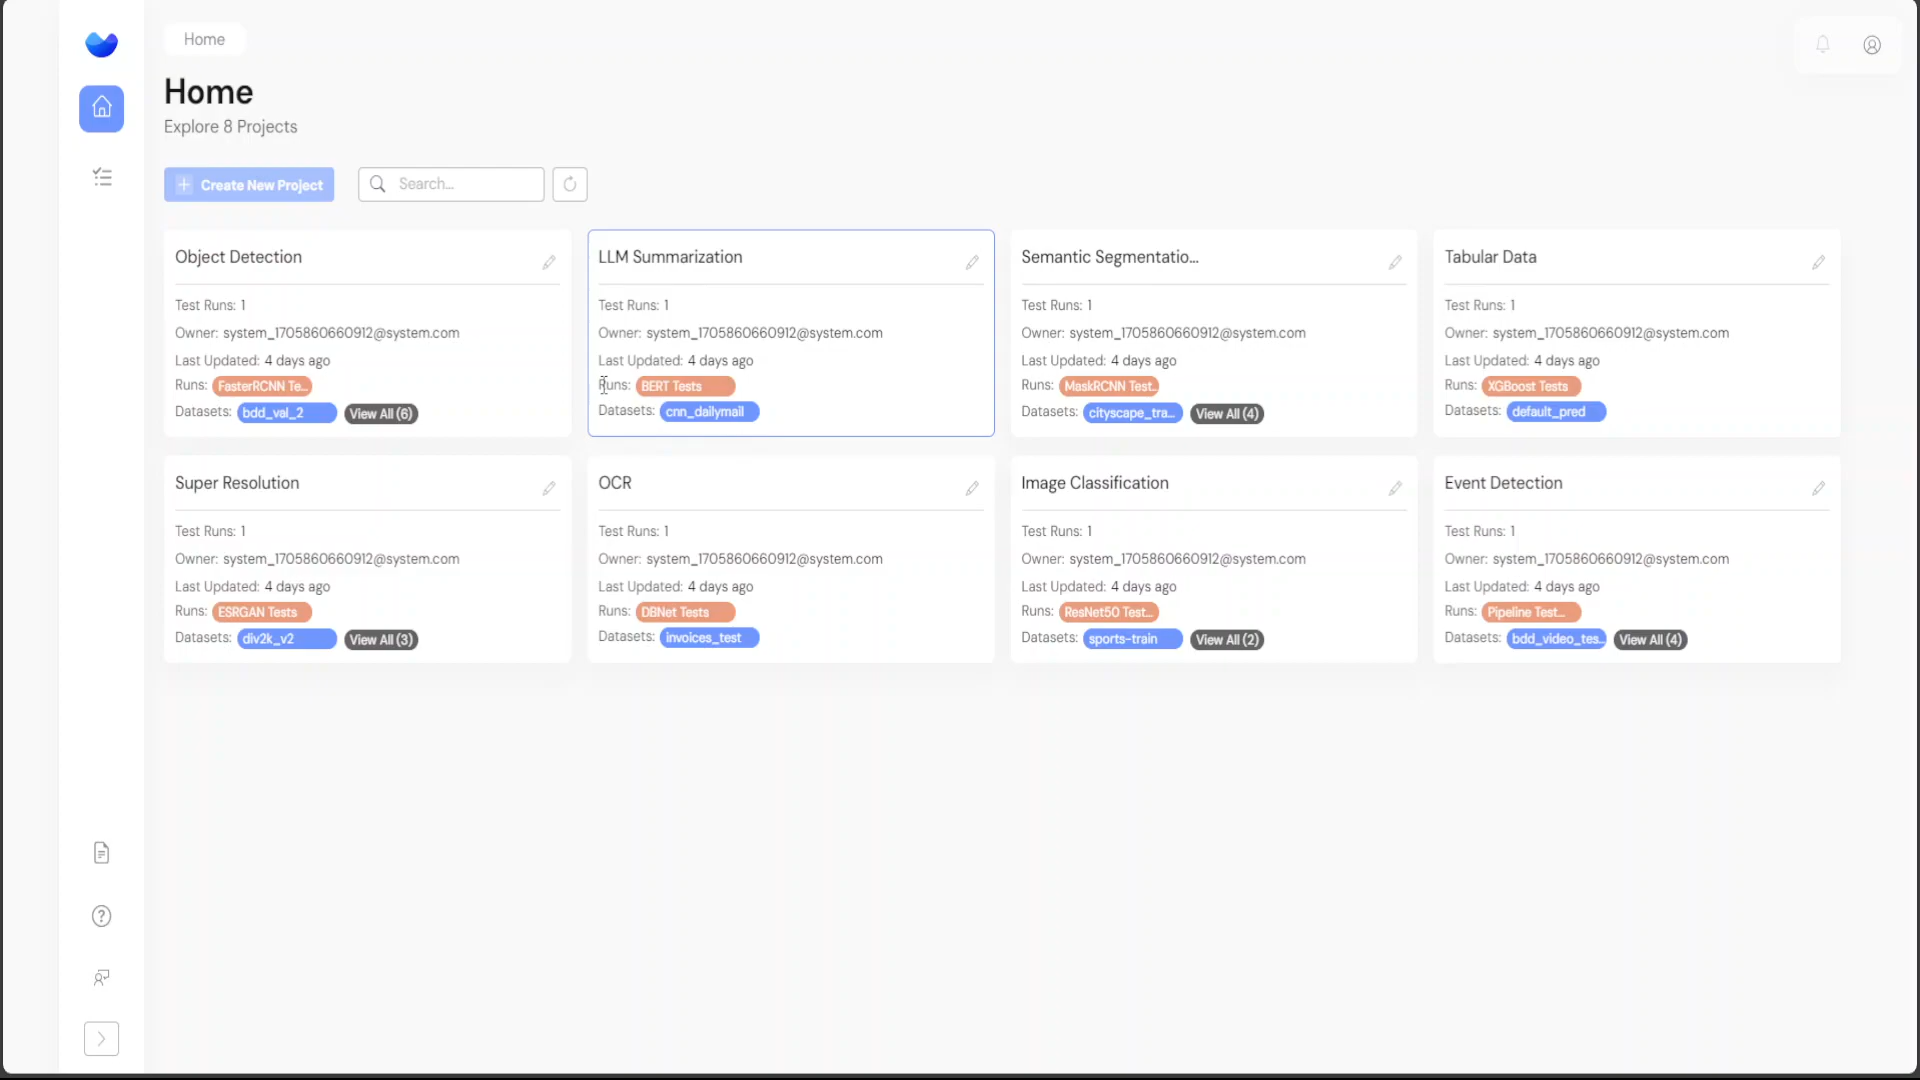 Home
Home
Explore 8 Projects
Create New Project
Search...
Object Detection
Test Runs: 1
Owner: system_1705860660912@system.com
Last Updated: 4 days ago
Runs: FasterRCNN Te...
Datasets: bdd_val_2 View All (6)
LLM Summarization
Test Runs: 1
Owner: system_1705860660912@system.com
Last Updated: 4 days ago
Runs: BERT Tests
Datasets: cnn_dailymail
Semantic Segmentatio...
Test Runs: 1
Owner: system_1705860660912@system.com
Last Updated: 4 days ago
Runs: MaskRCNN Test...
Datasets: cityscape_tra... View All (4)
Tabular Data
Test Runs: 1
Owner: system_1705860660912@system.com
Last Updated: 4 days ago
Runs: XGBoost Tests
Datasets: default_pred
Super Resolution
Test Runs: 1
Owner: system_1705860660912@system.com
Last Updated: 4 days ago
Runs: ESRGAN Tests
Datasets: div2k_v2 View All (3)
OCR
Test Runs: 1
Owner: system_1705860660912@system.com
Last Updated: 4 days ago
Runs: DBNet Tests
Datasets: invoices_test
Image Classification
Test Runs: 1
Owner: system_1705860660912@system.com
Last Updated: 4 days ago
Runs: ResNet50 Test...
Datasets: sports-train View All (2)
Event Detection
Test Runs: 1
Owner: system_1705860660912@system.com
Last Updated: 4 days ago
Runs: Pipeline Test...
Datasets: bdd_video_tes... View All (4)